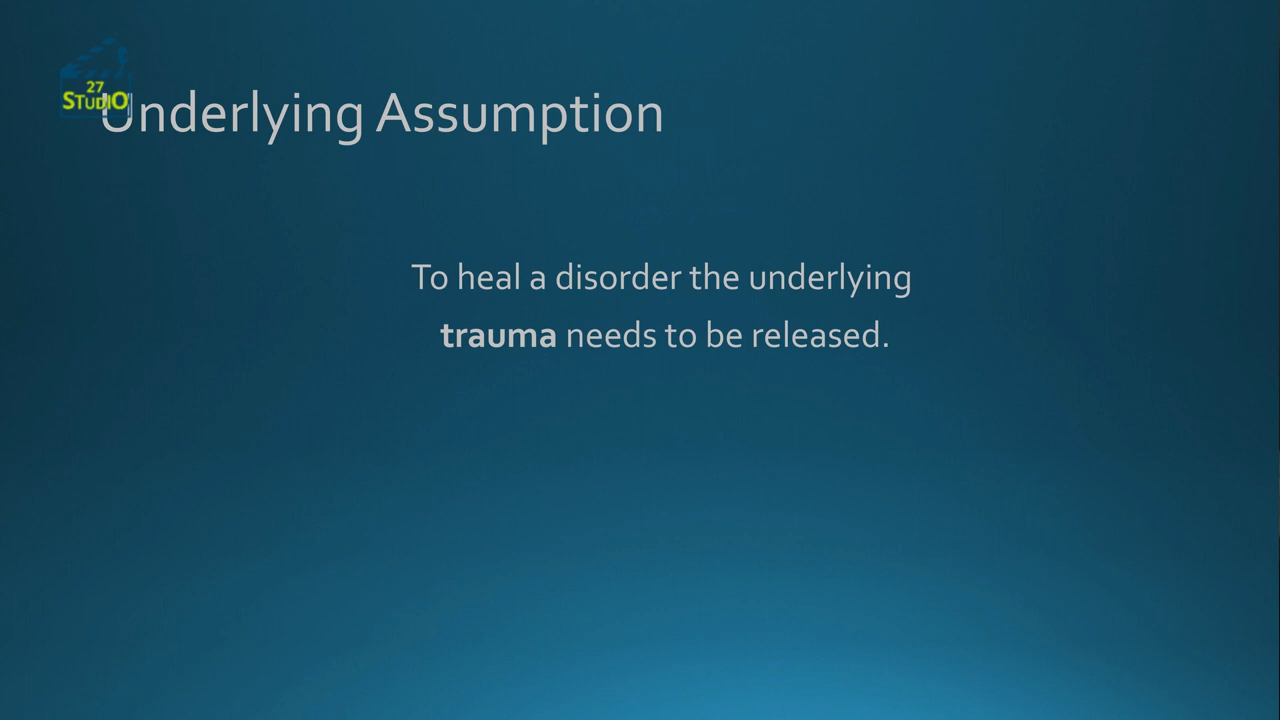 27
STUDIO
Underlying Assumption
To heal a disorder the underlying
trauma needs to be released.